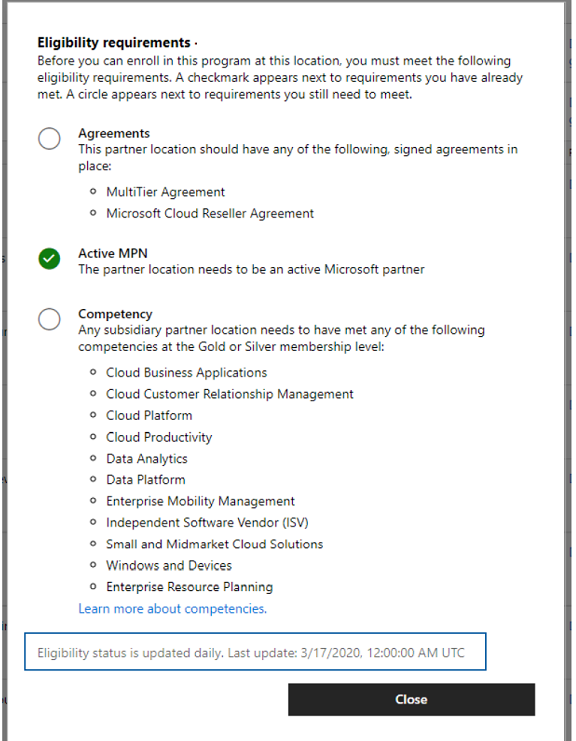 Eligibility requirements ·
Before you can enroll in this program at this location, you must meet the following
eligibility requirements. A checkmark appears next to requirements you have already
met. A circle appears next to requirements you still need to meet.
Agreements
This partner location should have any of the following, signed agreements in
place:
MultiTier Agreement
Microsoft Cloud Reseller Agreement
Active MPN
The partner location needs to be an active Microsoft partner
Competency
Any subsidiary partner location needs to have met any of the following
competencies at the Gold or Silver membership level:
Cloud Business Applications
Cloud Customer Relationship Management
Cloud Platform
Cloud Productivity
Data Analytics
Data Platform
Enterprise Mobility Management
Independent Software Vendor (ISV)
Small and Midmarket Cloud Solutions
Windows and Devices
Enterprise Resource Planning
Learn more about competencies.
Eligibility status is updated daily. Last update: 3/17/2020, 12:00:00 AM UTC
Close